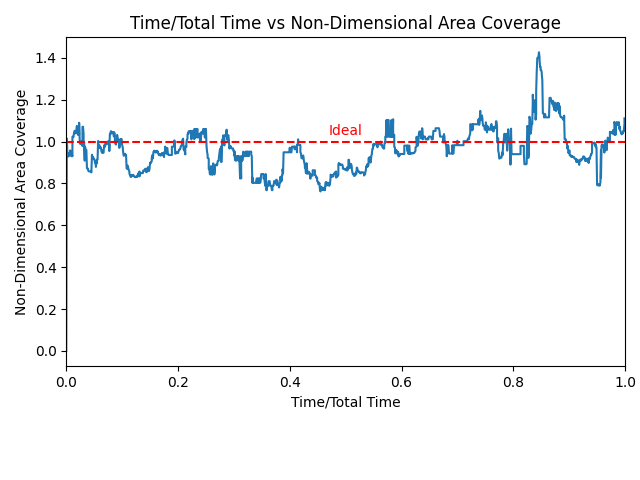 Time/Total Time vs Non-Dimensional Area Coverage
Non-Dimensional Area Coverage
1.4
1.2
1.0
0.8
0.6
0.4
0.2
0.0
Ideal
0.0 0.2 0.4 0.6 0.8 1.0
Time/Total Time